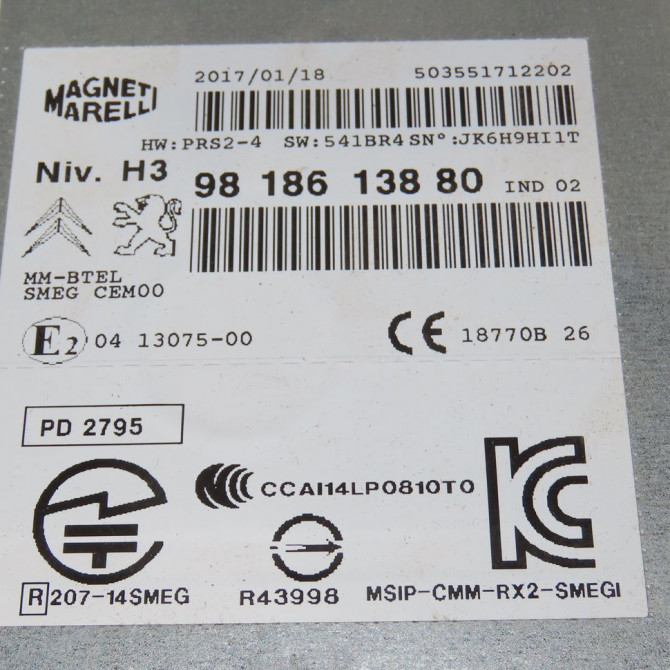 MAGNETI MARELLI
2017/01/18 503551712202
HW:PRS2-4 SW:541BR4 SN°:JK6H9HI1T
Niv. H3 98 186 138 80 IND 02
MM-BTEL
SMEG CEM00
E2 04 13075-00 CE 18770B 26
PD 2795
CCAI14LP0810T0
KC
R 207-14SMEG R43998 MSIP-CMM-RX2-SMEGI